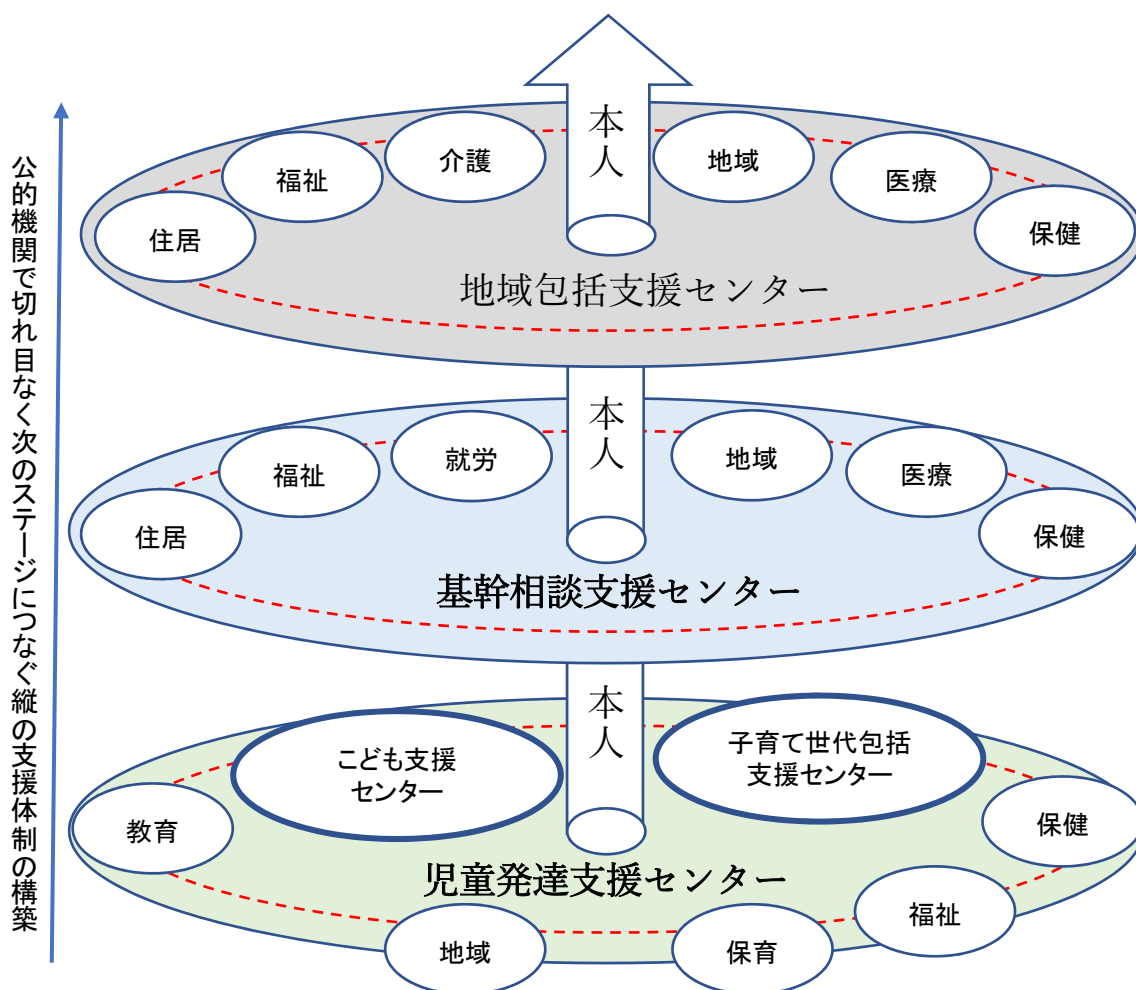 公的機関で切れ目なく次のステージにつなぐ縦の支援体制の構築
本人
介護
地域
福祉
医療
住居
保健
地域包括支援センター
本人
就労
地域
福祉
医療
住居
保健
基幹相談支援センター
本人
こども支援
センター
子育て世代包括
支援センター
教育
保健
児童発達支援センター
福祉
地域
保育